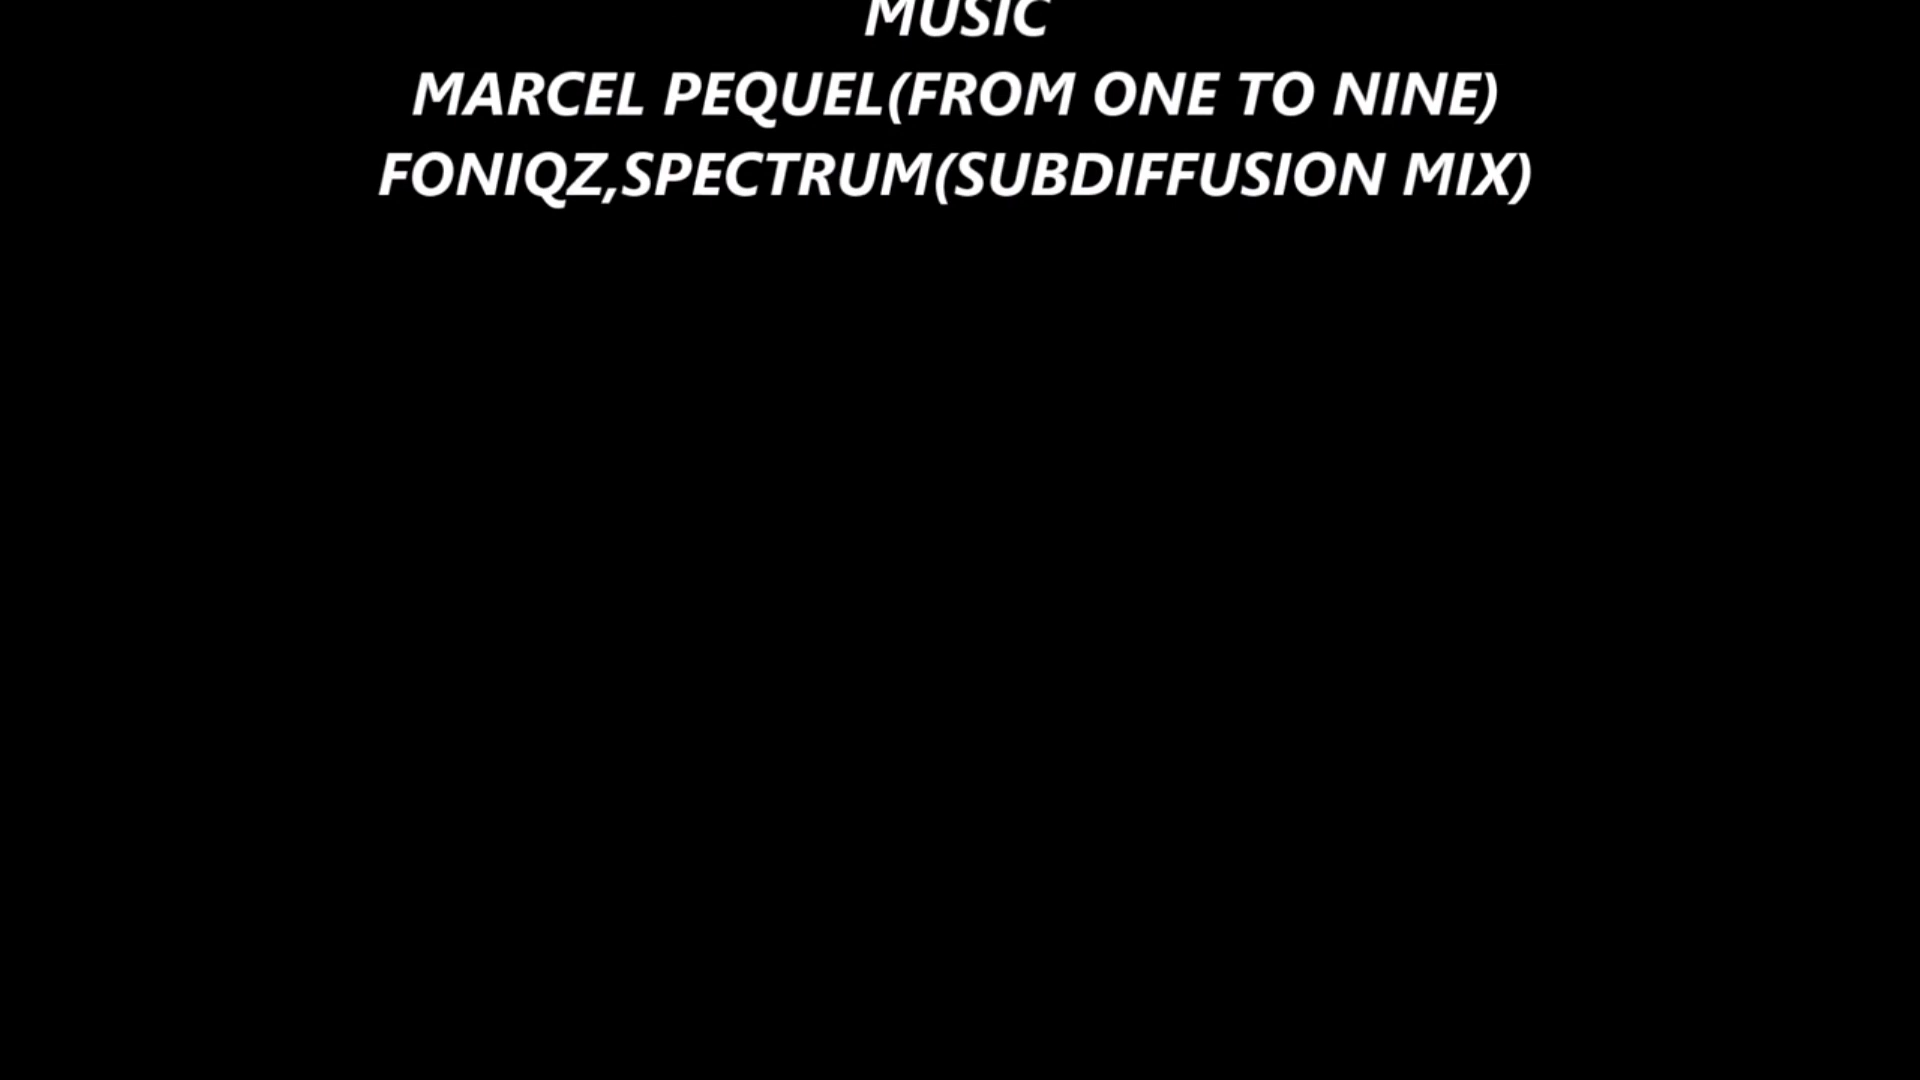 MUSIC
MARCEL PEQUEL(FROM ONE TO NINE)
FONIQZ,SPECTRUM(SUBDIFFUSION MIX)